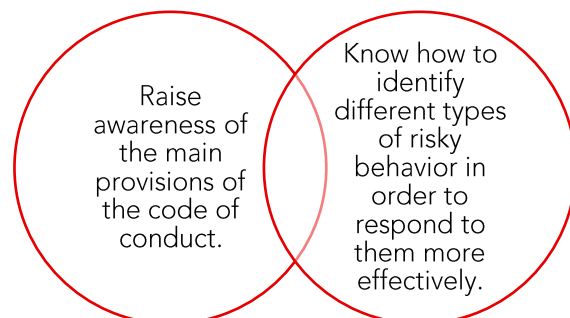 Raise
awareness of
the main
provisions of
the code of
conduct.
Know how to
identify
different types
of risky
behavior in
order to
respond to
them more
effectively.